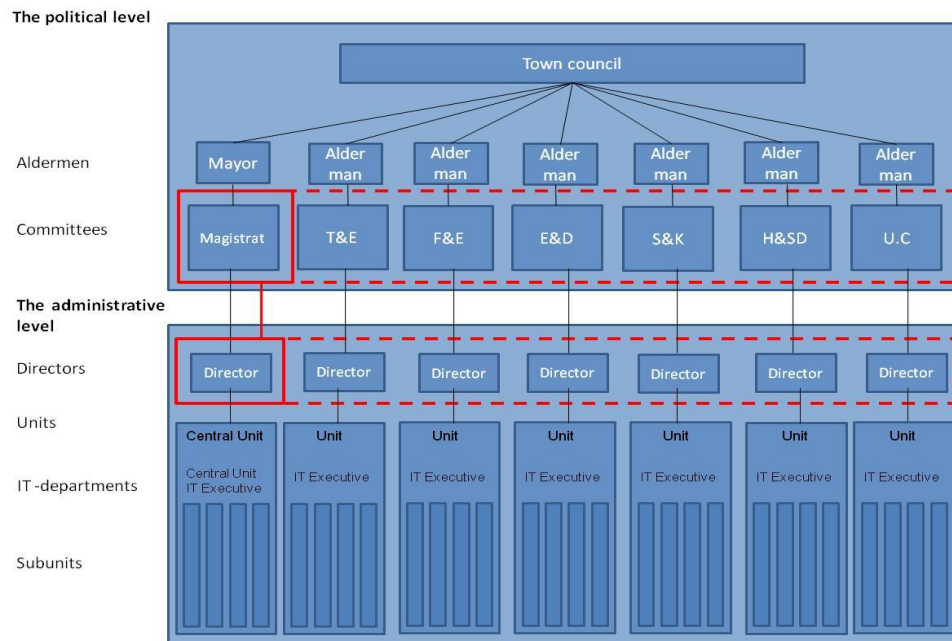 The political level
Town council
Aldermen
Mayor
Alder
man
Alder
man
Alder
man
Alder
man
Alder
man
Alder
man
Committees
Magistrat
T&E
F&E
E&D
S&K
H&SD
U.C
The administrative
level
Directors
Director
Director
Director
Director
Director
Director
Director
Units
Central Unit
Unit
Unit
Unit
Unit
Unit
Unit
IT -departments
Central Unit
IT Executive
IT Executive
IT Executive
IT Executive
IT Executive
IT Executive
IT Executive
Subunits